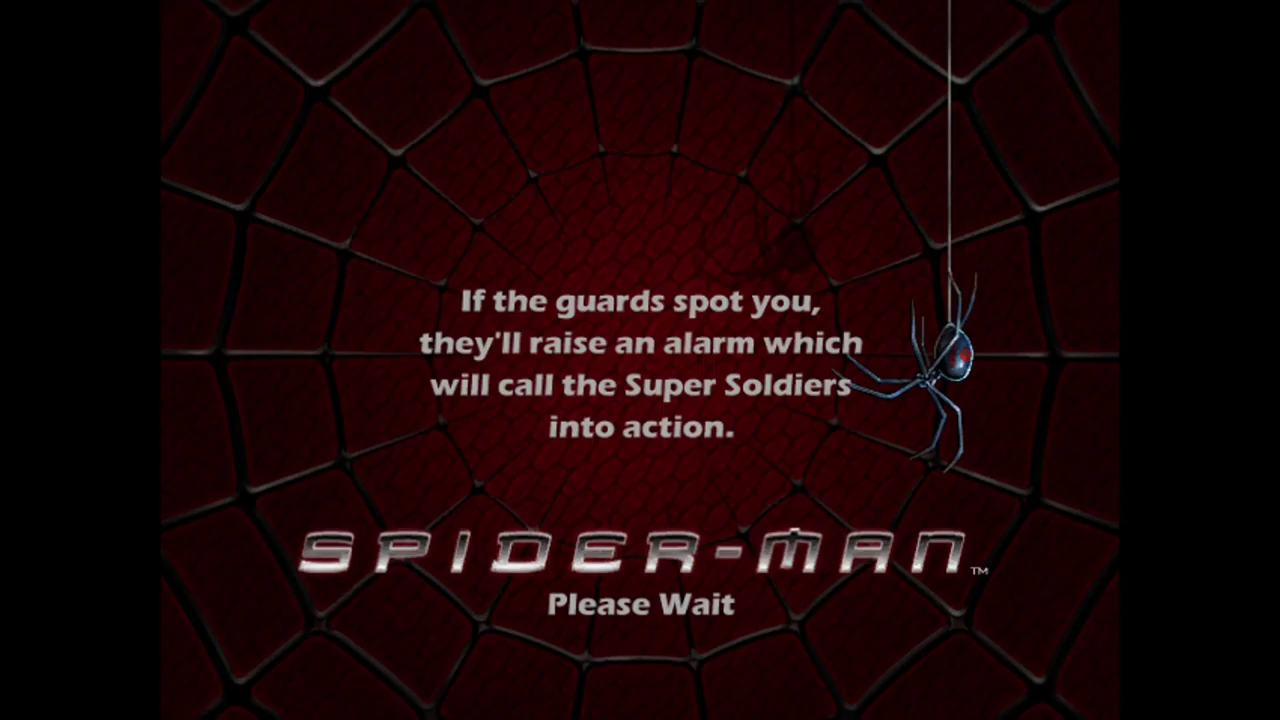 If the guards spot you,
they'll raise an alarm which
will call the Super Soldiers
into action.
SPIDER-MAN™
Please Wait